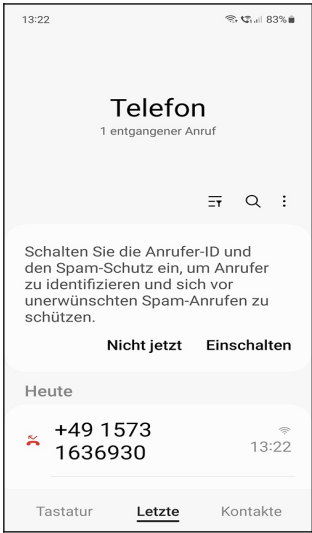 13:22 83%
Telefon
1 entgangener Anruf
Schalten Sie die Anrufer-ID und
den Spam-Schutz ein, um Anrufer
zu identifizieren und sich vor
unerwünschten Spam-Anrufen zu
schützen.
Nicht jetzt Einschalten
Heute
+49 1573
1636930
13:22
Tastatur Letzte Kontakte